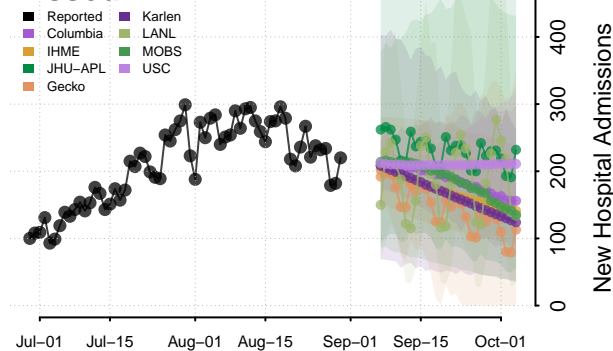 Reported
Columbia
IHME
JHU−APL
Gecko
Karlen
LANL
MOBS
USC
0
100
200
300
400
New Hospital Admissions
Jul−01
Jul−15
Aug−01
Aug−15
Sep−01
Sep−15
Oct−01